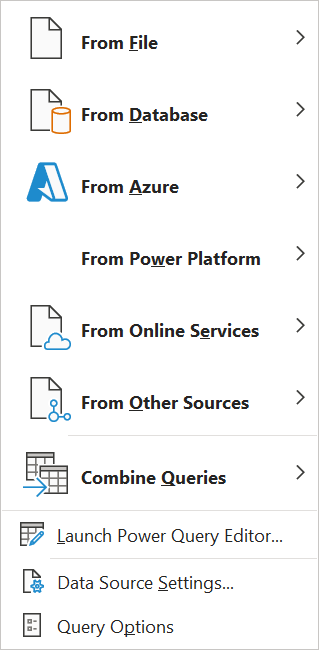 From File
From Database
From Azure
From Power Platform
From Online Services
From Other Sources
Combine Queries
Launch Power Query Editor...
Data Source Settings...
Query Options